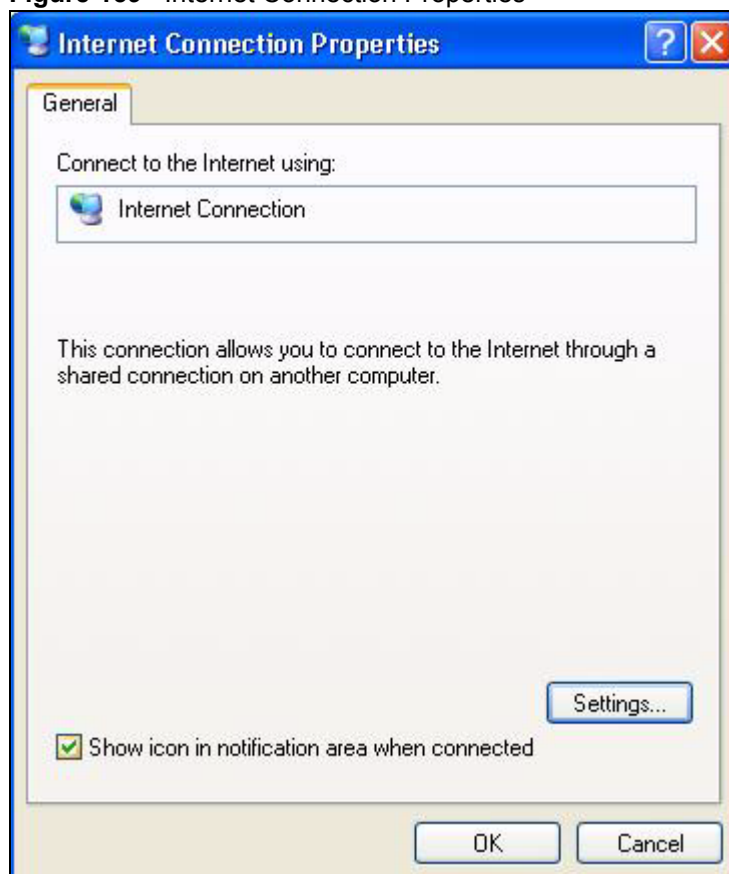 Internet Connection Properties
General
Connect to the Internet using:
Internet Connection
This connection allows you to connect to the Internet through a
shared connection on another computer.
Settings...
Show icon in notification area when connected
OK Cancel